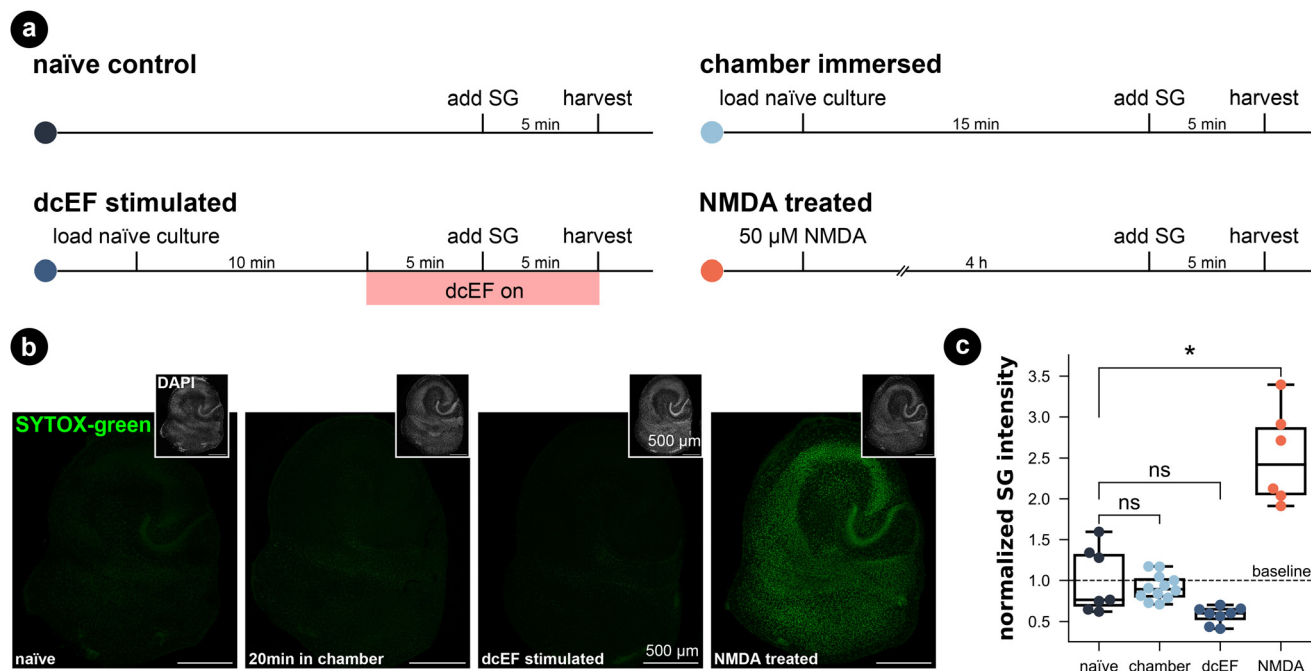 a
naïve control
add SG harvest
5 min
chamber immersed
load naïve culture add SG harvest
15 min 5 min
dcEF stimulated
load naïve culture add SG harvest
10 min 5 min 5 min
dcEF on
NMDA treated
50 µM NMDA add SG harvest
4 h 5 min
b
DAPI
SYTOX-green
500 µm
500 µm
naïve
20min in chamber
dcEF stimulated
NMDA treated
c
normalized SG intensity
3.5
3.0
2.5
2.0
1.5
1.0
0.5
*
ns
ns
baseline
naïve chamber dcEF NMDA